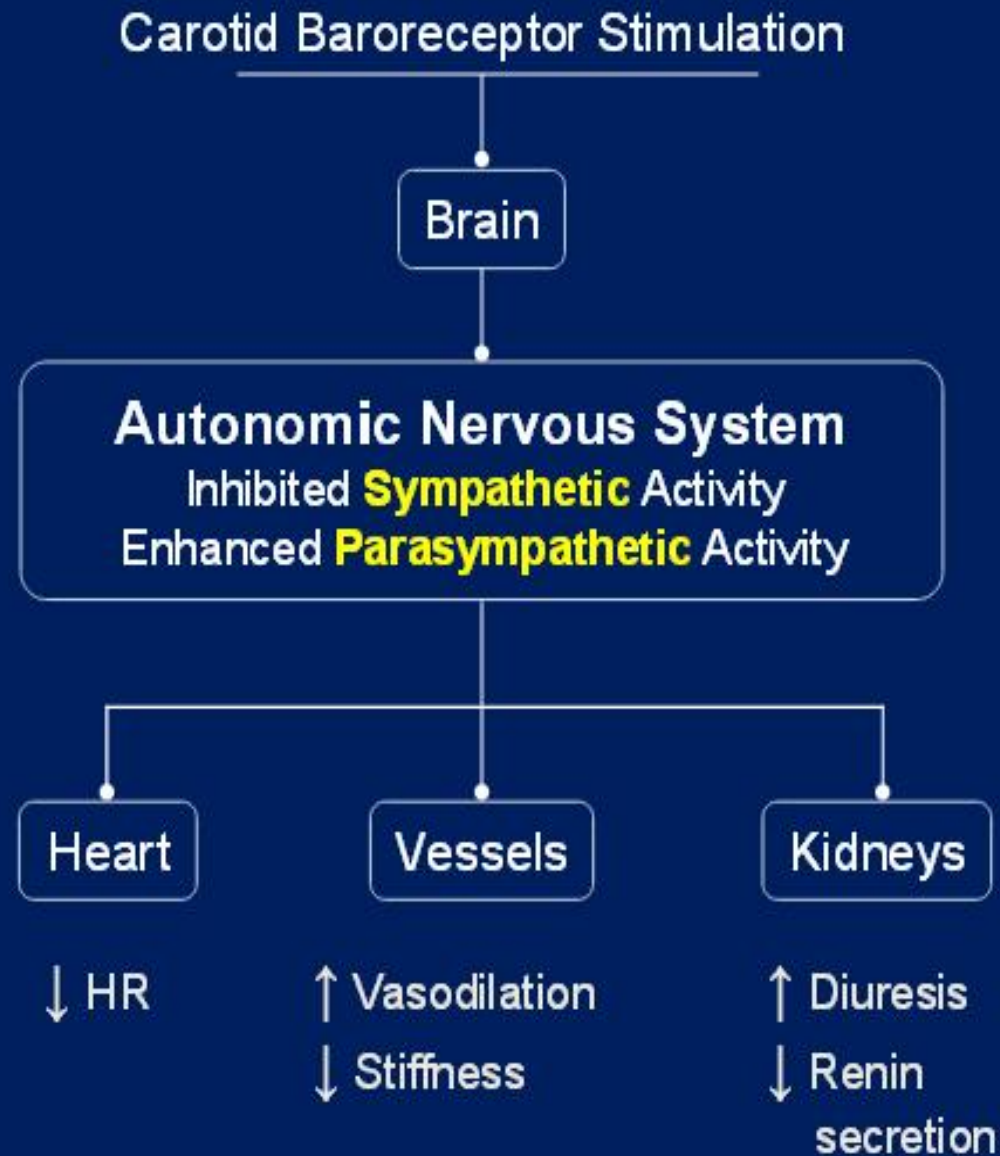 Carotid Baroreceptor Stimulation
Brain
Autonomic Nervous System
Inhibited Sympathetic Activity
Enhanced Parasympathetic Activity
Heart
Vessels
Kidneys
↓ HR
↑ Vasodilation
↓ Stiffness
↑ Diuresis
↓ Renin
secretion